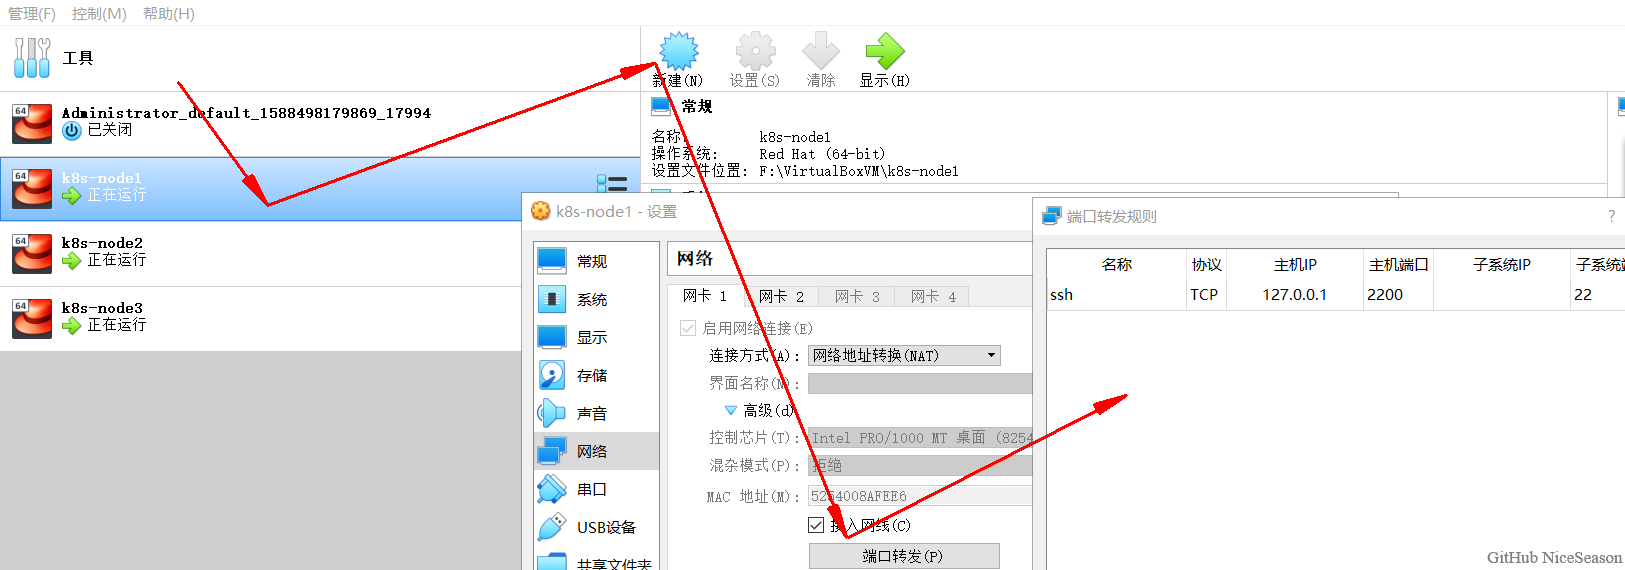 管理(F) 控制(M) 帮助(H)
工具
新建(N) 设置(S) 清除 显示(H)
64 Administrator_default_1588498179869_17994
已关闭
64 k8s-node1
正在运行
64 k8s-node2
正在运行
64 k8s-node3
正在运行
常规
名称: k8s-node1
操作系统: Red Hat (64-bit)
设置文件位置: F:\VirtualBoxVM\k8s-node1
k8s-node1 - 设置
常规
系统
显示
存储
声音
网络
串口
USB设备
共享文件夹
网络
网卡 1 网卡 2 网卡 3 网卡 4
启用网络连接(E)
连接方式(A): 网络地址转换(NAT)
界面名称(N):
高级(d)
控制芯片(T): Intel PRO/1000 MT 桌面 (8254
混杂模式(P): 拒绝
MAC 地址(M): 5254008AFEE6
接入网线(C)
端口转发(P)
端口转发规则 ?
名称 协议 主机IP 主机端口 子系统IP 子系统端
ssh TCP 127.0.0.1 2200 22
GitHub NiceSeason